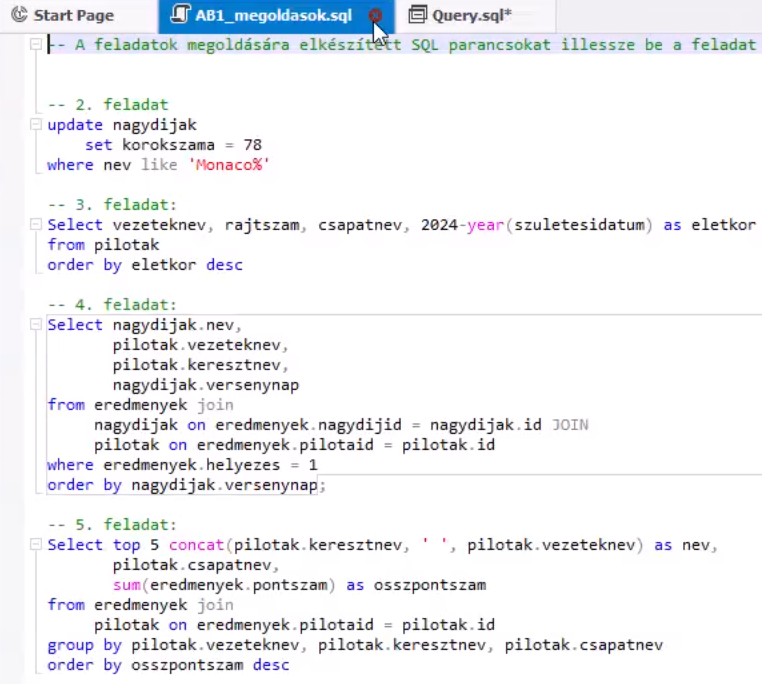 Start Page
AB1_megoldasok.sql
Query.sql*
-- A feladatok megoldására elkészített SQL parancsokat illessze be a feladat
-- 2. feladat
update nagydijak
set korokszama = 78
where nev like 'Monaco%'
-- 3. feladat:
Select vezeteknev, rajtszam, csapatnev, 2024-year(szuletesidatum) as eletkor
from pilotak
order by eletkor desc
-- 4. feladat:
Select nagydijak.nev,
pilotak.vezeteknev,
pilotak.keresztnev,
nagydijak.versenynap
from eredmenyek join
nagydijak on eredmenyek.nagydijid = nagydijak.id JOIN
pilotak on eredmenyek.pilotaid = pilotak.id
where eredmenyek.helyezes = 1
order by nagydijak.versenynap;
-- 5. feladat:
Select top 5 concat(pilotak.keresztnev, ' ', pilotak.vezeteknev) as nev,
pilotak.csapatnev,
sum(eredmenyek.pontszam) as osszpontszam
from eredmenyek join
pilotak on eredmenyek.pilotaid = pilotak.id
group by pilotak.vezeteknev, pilotak.keresztnev, pilotak.csapatnev
order by osszpontszam desc